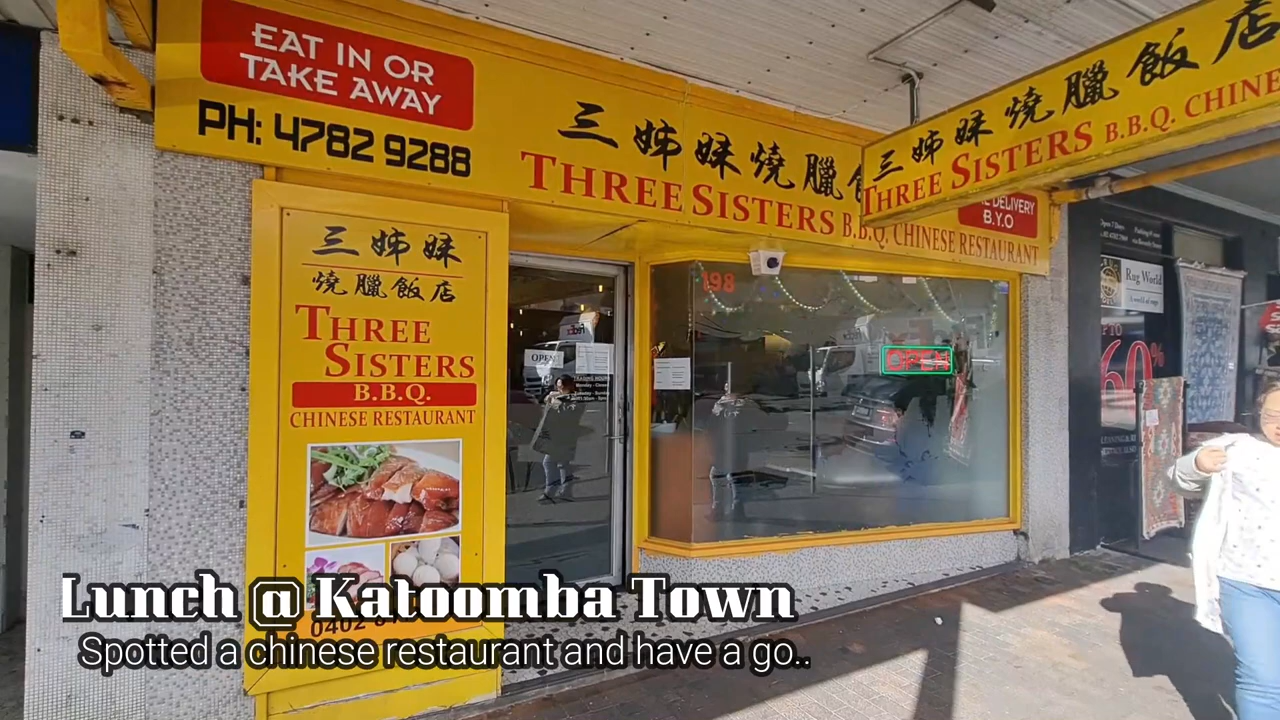 EAT IN OR
TAKE AWAY
PH: 4782 9288
三姊妹燒臘
THREE SISTERS B.B.Q. CHINESE RESTAURANT
三姊妹燒臘飯店
THREE SISTERS B.B.Q. CHINE
DELIVERY
B.Y.O
三姊妹
燒臘飯店
THREE
SISTERS
B.B.Q.
CHINESE RESTAURANT
0402
198
OPEN
OPEN
Rug World
60%
Lunch @ Katoomba Town
Spotted a chinese restaurant and have a go..